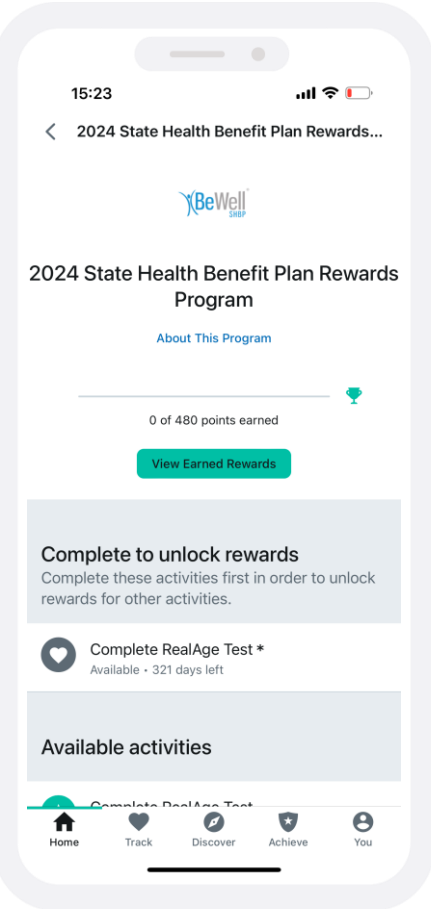 15:23
2024 State Health Benefit Plan Rewards...
BeWell
SHBP
2024 State Health Benefit Plan Rewards
Program
About This Program
0 of 480 points earned
View Earned Rewards
Complete to unlock rewards
Complete these activities first in order to unlock
rewards for other activities.
Complete RealAge Test *
Available • 321 days left
Available activities
Complete RealAge Test
Home Track Discover Achieve You